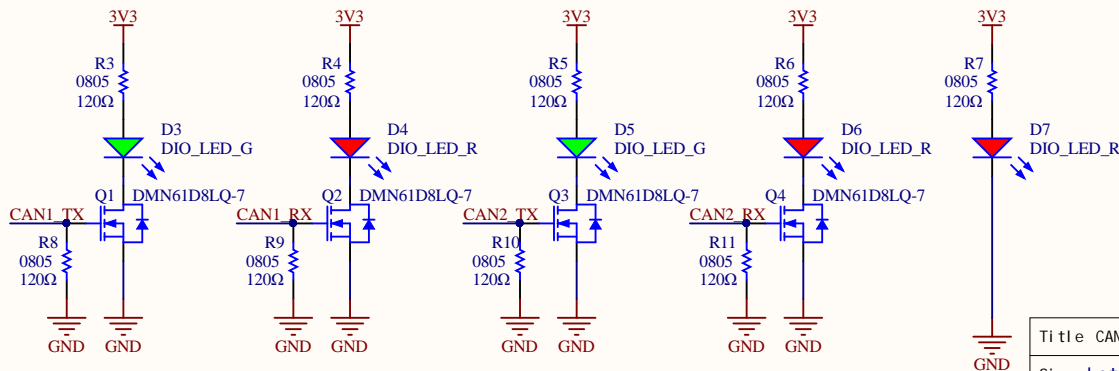 3V3 3V3 3V3 3V3 3V3
R3 R4 R5 R6 R7
0805 0805 0805 0805 0805
120Ω 120Ω 120Ω 120Ω 120Ω
D3 D4 D5 D6 D7
DIO_LED_G DIO_LED_R DIO_LED_G DIO_LED_R DIO_LED_R
Q1 DMN61D8LQ-7 Q2 DMN61D8LQ-7 Q3 DMN61D8LQ-7 Q4 DMN61D8LQ-7
CAN1_TX CAN1_RX CAN2_TX CAN2_RX
R8 R9 R10 R11
0805 0805 0805 0805
120Ω 120Ω 120Ω 120Ω
GND GND GND GND GND GND GND GND
GND
Title CAN